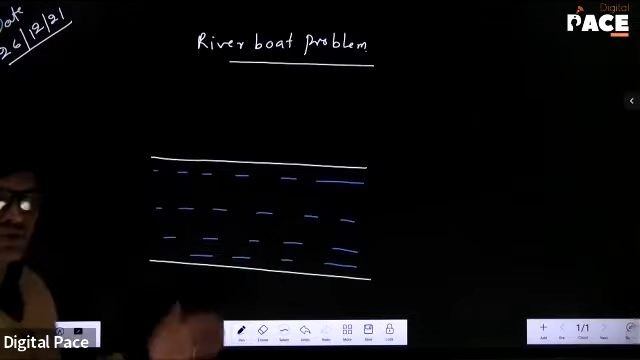 Date
26/12/21
River boat problem
Digital
PACE
1/1
Digital Pace